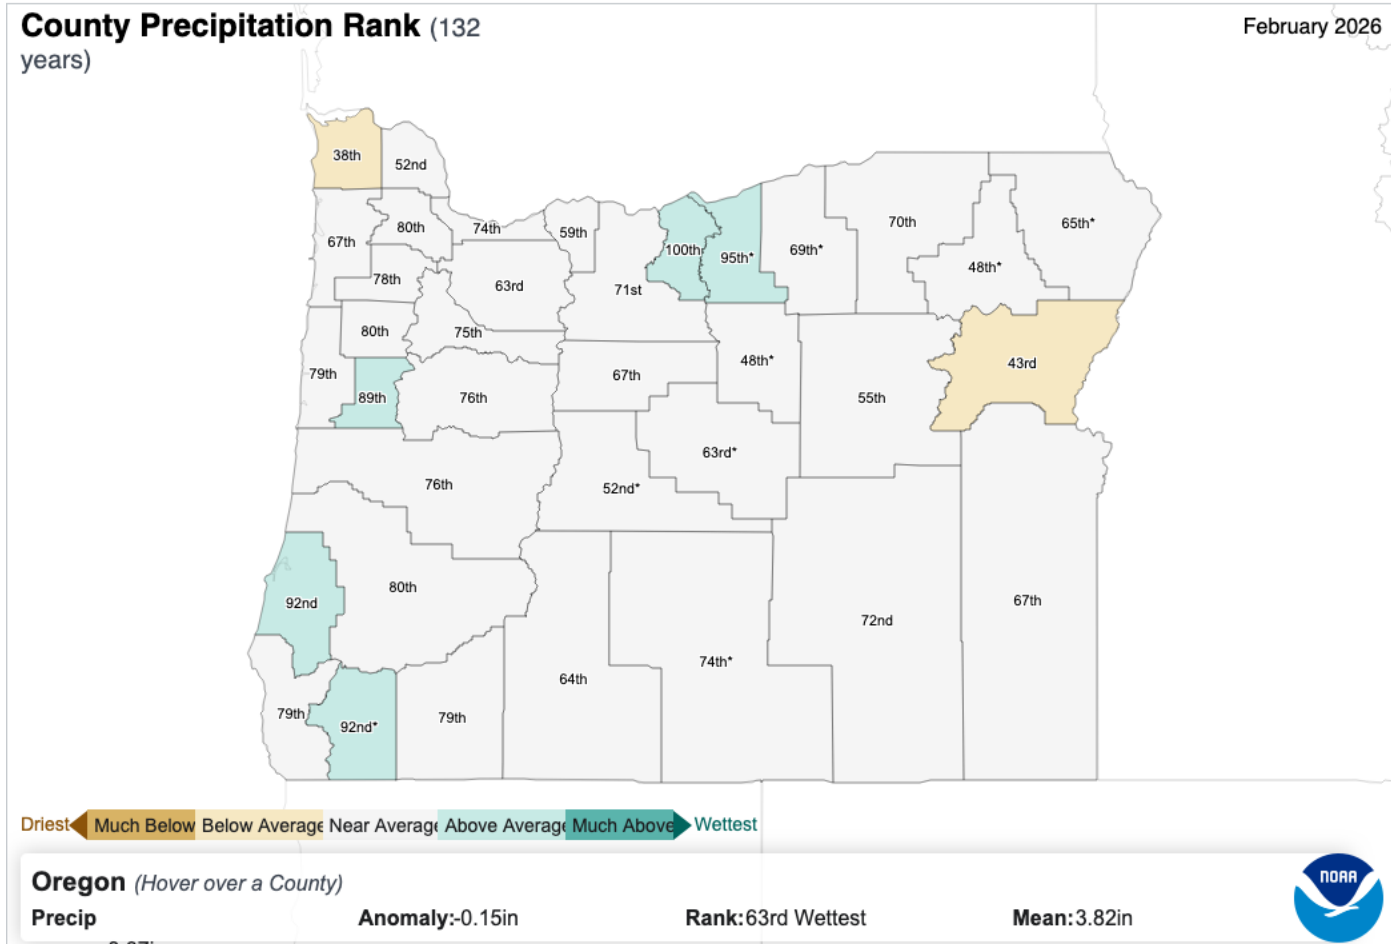 County Precipitation Rank (132
years)
February 2026
38th
52nd
80th
74th
59th
67th
78th
63rd
71st
100th
95th*
69th*
70th
48th*
65th*
80th
75th
79th
89th
76th
67th
48th*
55th
43rd
63rd*
76th
52nd*
92nd
80th
72nd
67th
64th
74th*
79th
92nd*
79th
Driest
Much Below
Below Average
Near Average
Above Average
Much Above
Wettest
Oregon (Hover over a County)
Precip
Anomaly:-0.15in
Rank:63rd Wettest
Mean:3.82in
NOAA